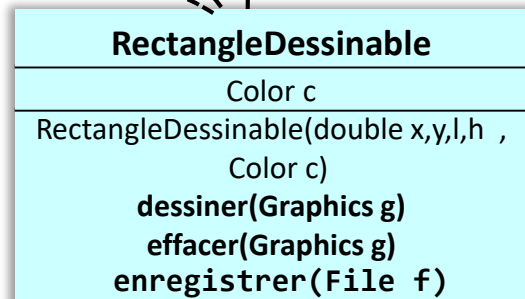 RectangleDessinable
Color c
RectangleDessinable(double x,y,l,h ,
Color c)
dessiner(Graphics g)
effacer(Graphics g)
enregistrer(File f)